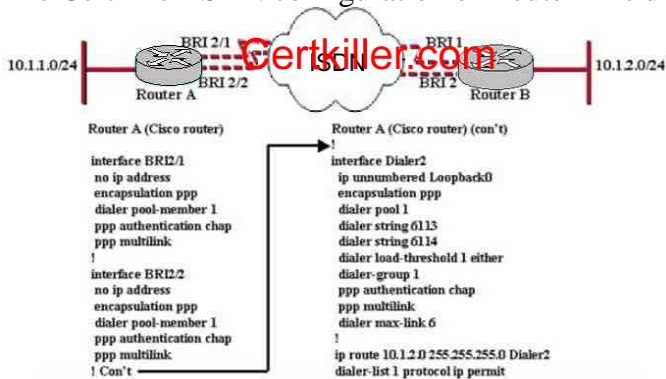 BRI 2/1
Certkiller.com
ISDN
BRI 1
10.1.1.0/24
10.1.2.0/24
BRI 2/2
BRI 2
Router A
Router B
Router A (Cisco router)
interface BRI2/1
no ip address
encapsulation ppp
dialer pool-member 1
ppp authentication chap
ppp multilink
!
interface BRI2/2
no ip address
encapsulation ppp
dialer pool-member 1
ppp authentication chap
ppp multilink
! Con't
Router A (Cisco router) (con't)
!
interface Dialer2
ip unnumbered Loopback0
encapsulation ppp
dialer pool 1
dialer string 6113
dialer string 6114
dialer load-threshold 1 either
dialer-group 1
ppp authentication chap
ppp multilink
dialer max-link 6
!
ip route 10.1.2.0 255.255.255.0 Dialer2
dialer-list 1 protocol ip permit